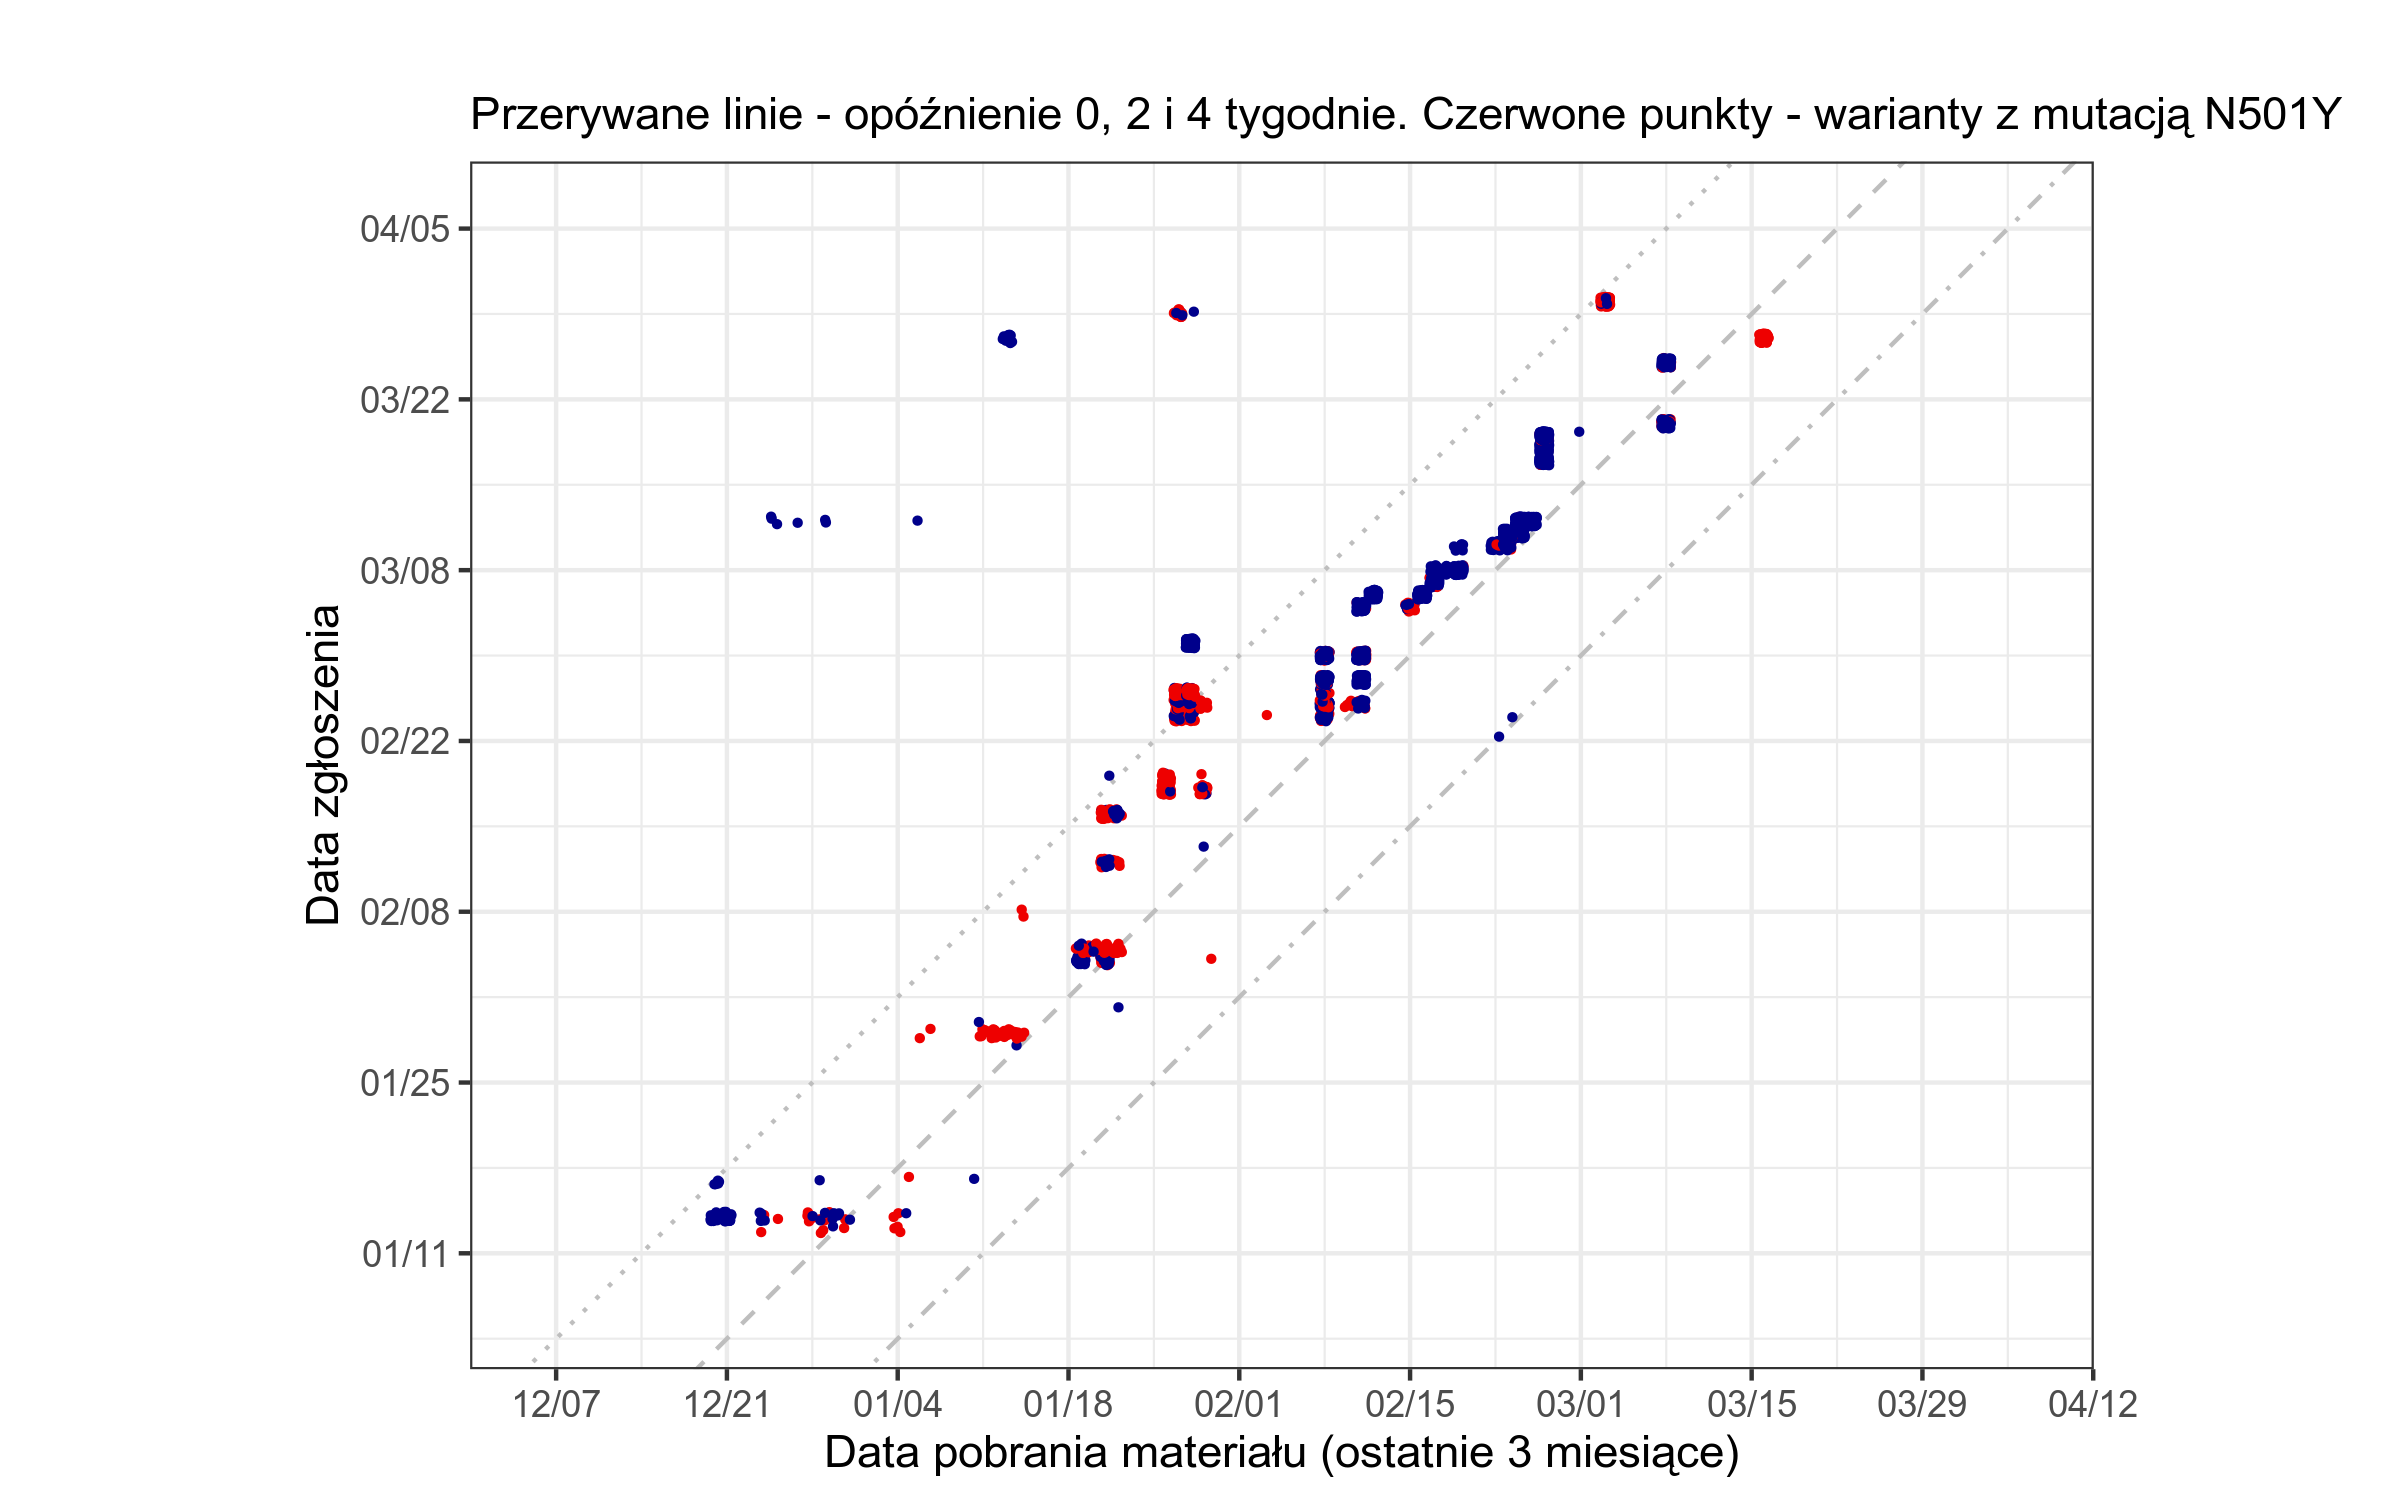 Przerywane linie - opóźnienie 0, 2 i 4 tygodnie. Czerwone punkty - warianty z mutacją N501Y
Data zgłoszenia
04/05
03/22
03/08
02/22
02/08
01/25
01/11
12/07 12/21 01/04 01/18 02/01 02/15 03/01 03/15 03/29 04/12
Data pobrania materiału (ostatnie 3 miesiące)